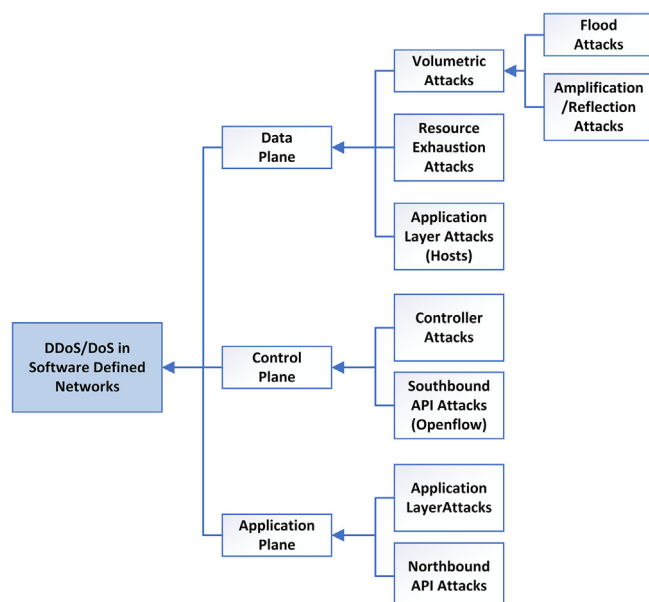 Flood
Attacks
Volumetric
Attacks
Amplification
/Reflection
Attacks
Data
Plane
Resource
Exhaustion
Attacks
Application
Layer Attacks
(Hosts)
DDoS/DoS in
Software Defined
Networks
Control
Plane
Controller
Attacks
Southbound
API Attacks
(Openflow)
Application
Plane
Application
LayerAttacks
Northbound
API Attacks